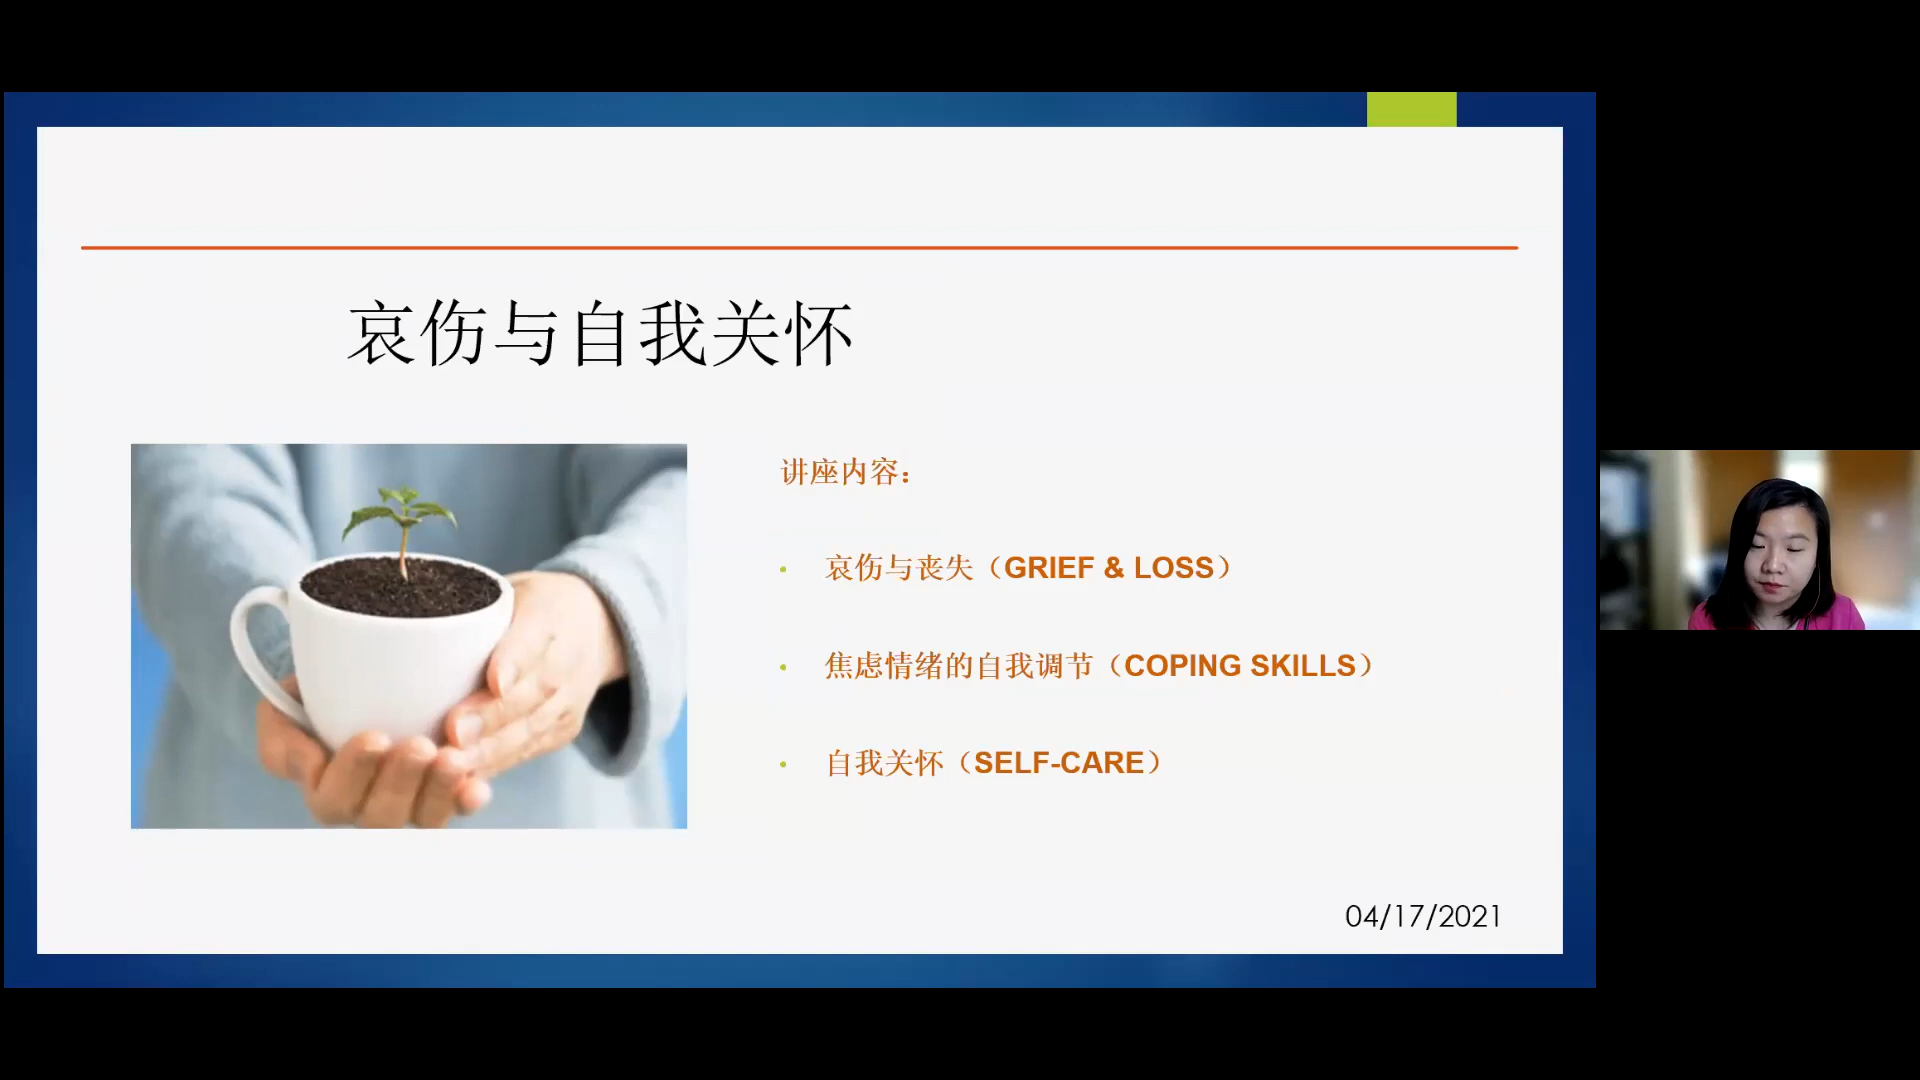 哀伤与自我关怀
讲座内容：
• 哀伤与丧失（GRIEF & LOSS）
• 焦虑情绪的自我调节（COPING SKILLS）
• 自我关怀（SELF-CARE）
04/17/2021